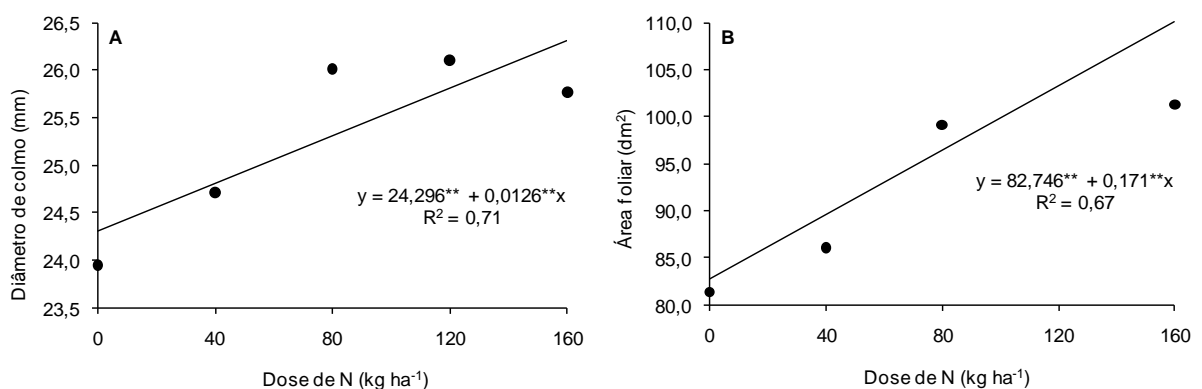 A
Diâmetro de colmo (mm)
26,5
26,0
25,5
25,0
24,5
24,0
23,5
y = 24,296** + 0,0126**x
R² = 0,71
0 40 80 120 160
Dose de N (kg ha⁻¹)
B
Área foliar (dm²)
110,0
105,0
100,0
95,0
90,0
85,0
80,0
y = 82,746** + 0,171**x
R² = 0,67
0 40 80 120 160
Dose de N (kg ha⁻¹)